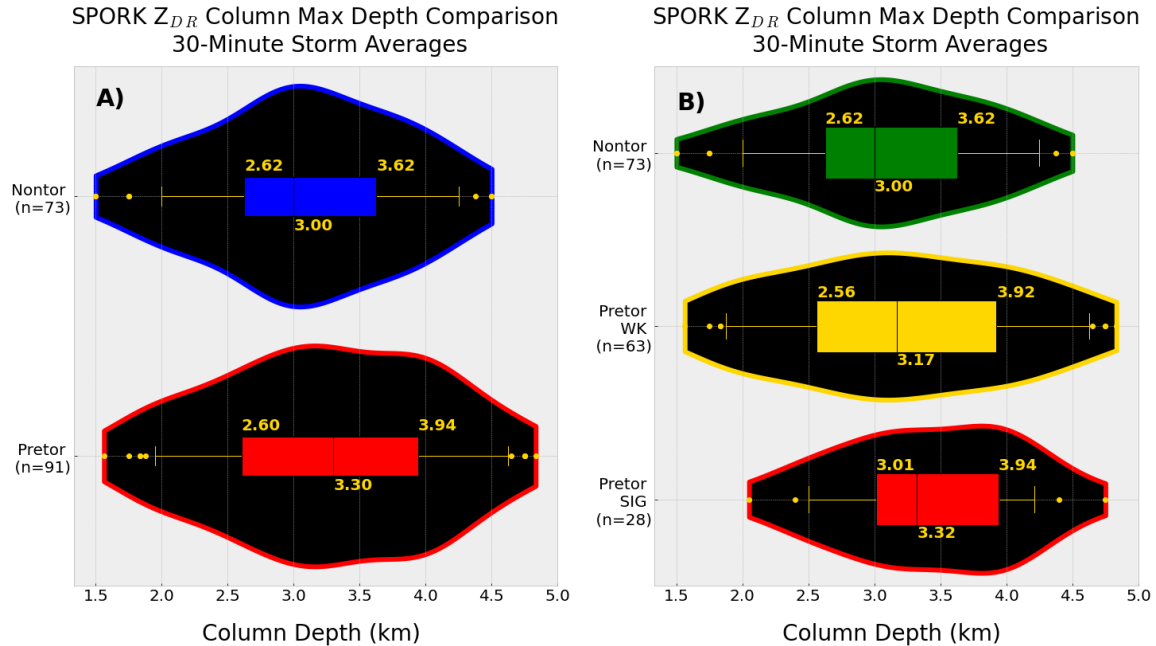 SPORK Z_DR Column Max Depth Comparison
30-Minute Storm Averages
A)
Nontor
(n=73)
2.62
3.62
3.00
Pretor
(n=91)
2.60
3.94
3.30
1.5 2.0 2.5 3.0 3.5 4.0 4.5 5.0
Column Depth (km)
SPORK Z_DR Column Max Depth Comparison
30-Minute Storm Averages
B)
Nontor
(n=73)
2.62
3.62
3.00
Pretor
WK
(n=63)
2.56
3.92
3.17
Pretor
SIG
(n=28)
3.01
3.94
3.32
1.5 2.0 2.5 3.0 3.5 4.0 4.5 5.0
Column Depth (km)